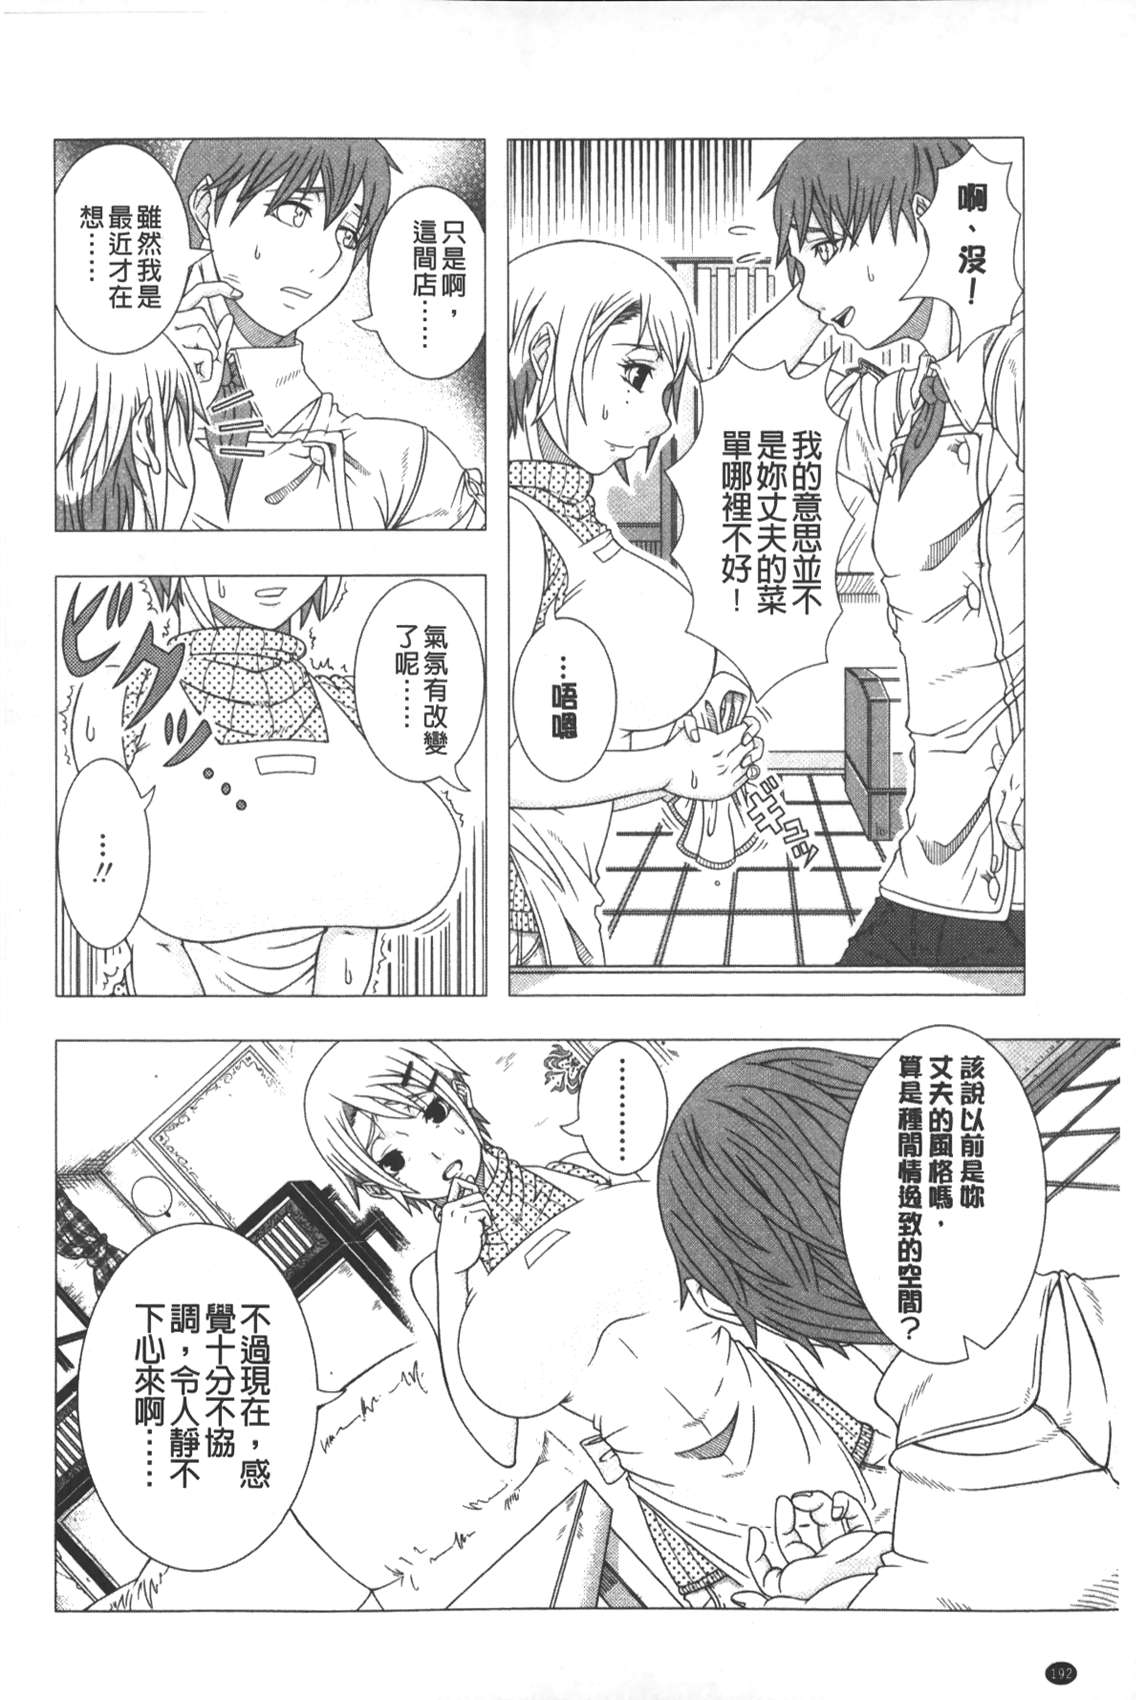 啊、沒！
我的意思並不
是妳丈夫的菜
單哪裡不好！
…唔嗯
只是啊，
這間店……
雖然我是
最近才在
想……
氣氛有改變
了呢……
ビクッ…
…!!
該說以前是妳
丈夫的風格嗎，
算是種閒情逸致的空間？
………
不過現在，感
覺十分不協
調，令人靜不
下心來啊……
192